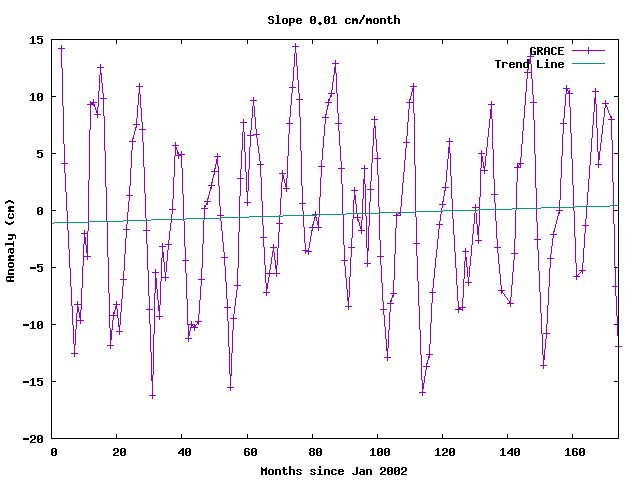 Slope 0.01 cm/month
15
10
5
0
-5
-10
-15
-20
Anomaly (cm)
GRACE
Trend Line
0 20 40 60 80 100 120 140 160
Months since Jan 2002